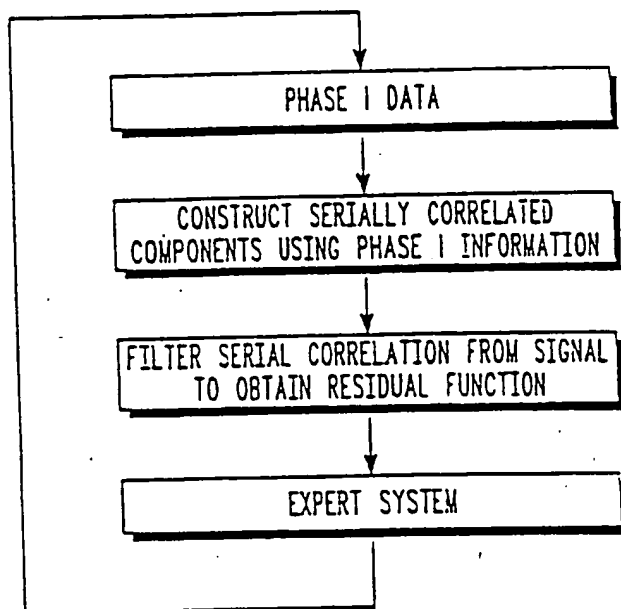 PHASE I DATA
CONSTRUCT SERIALLY CORRELATED
COMPONENTS USING PHASE I INFORMATION
FILTER SERIAL CORRELATION FROM SIGNAL
TO OBTAIN RESIDUAL FUNCTION
EXPERT SYSTEM